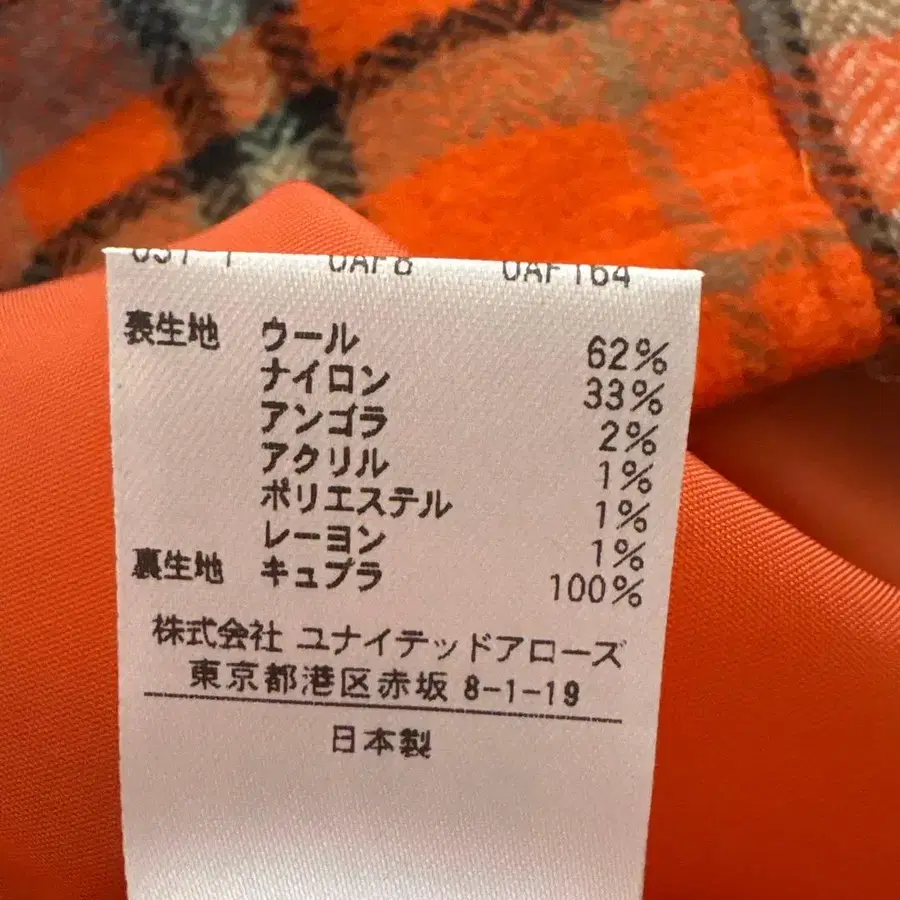 表生地 ウール 62%
ナイロン 33%
アンゴラ 2%
アクリル 1%
ポリエステル 1%
レーヨン 1%
裏生地 キュプラ 100%
株式会社 ユナイテッドアローズ
東京都港区赤坂 8-1-19
日本製